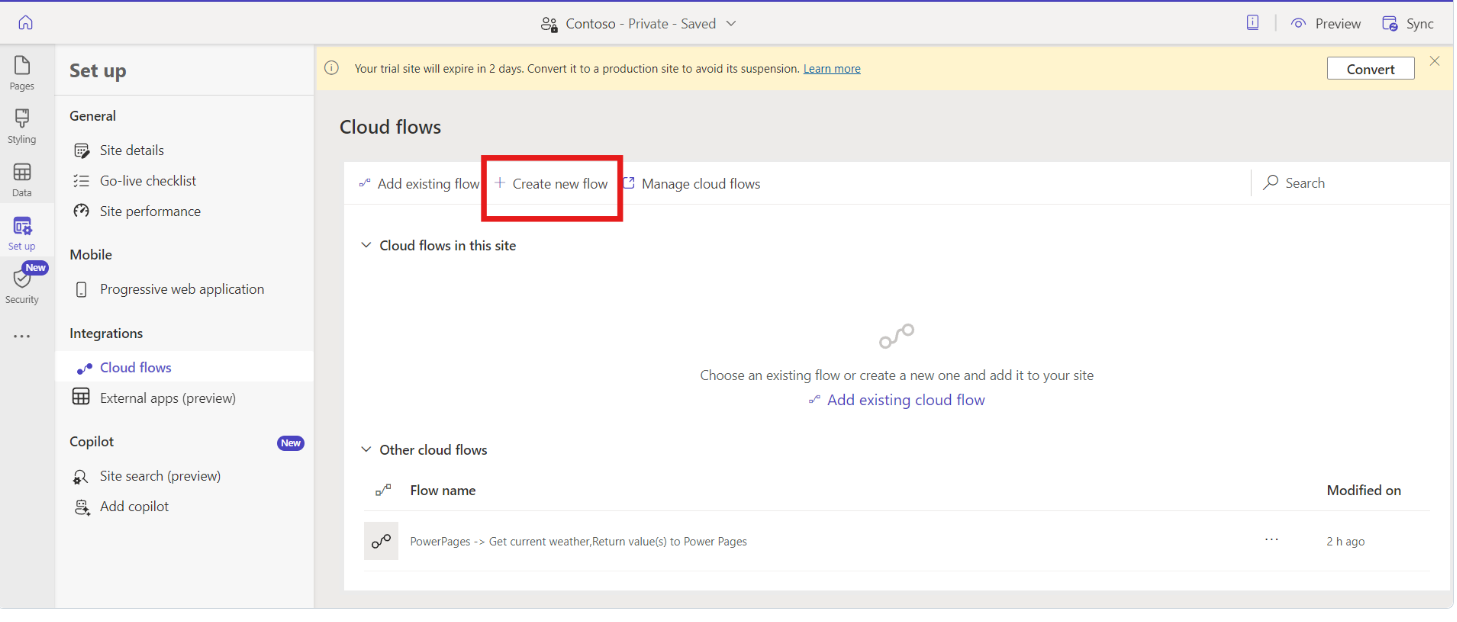 Contoso - Private - Saved
Preview
Sync
Pages
Styling
Data
Set up
New
Security
Set up
General
Site details
Go-live checklist
Site performance
Mobile
Progressive web application
Integrations
Cloud flows
External apps (preview)
Copilot New
Site search (preview)
Add copilot
Your trial site will expire in 2 days. Convert it to a production site to avoid its suspension. Learn more
Convert
Cloud flows
Add existing flow + Create new flow Manage cloud flows Search
Cloud flows in this site
Choose an existing flow or create a new one and add it to your site
Add existing cloud flow
Other cloud flows
Flow name Modified on
PowerPages -> Get current weather,Return value(s) to Power Pages ... 2 h ago